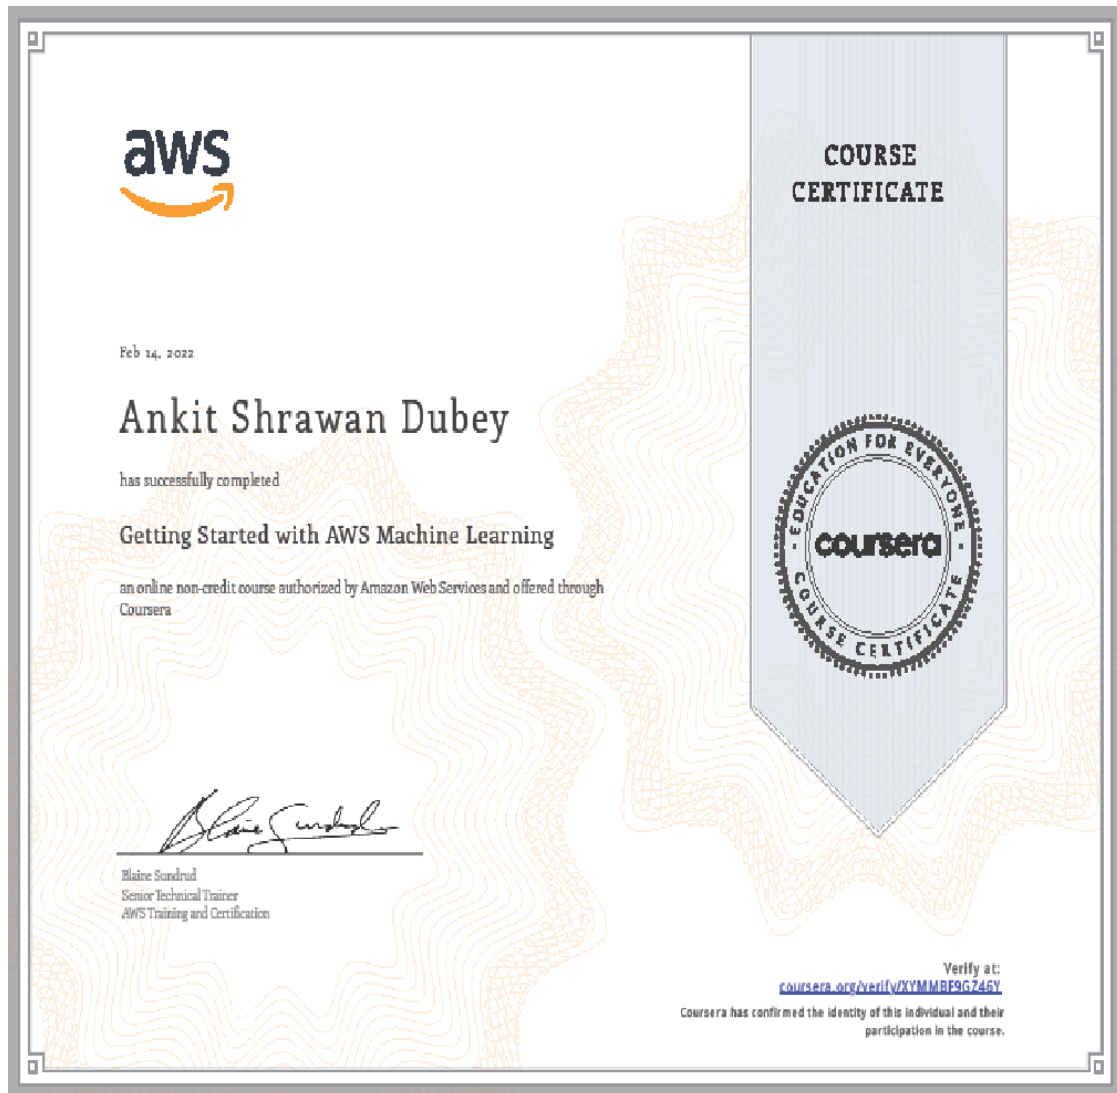 aws
COURSE
CERTIFICATE
Feb 14, 2022
Ankit Shrawan Dubey
has successfully completed
Getting Started with AWS Machine Learning
an online non-credit course authorized by Amazon Web Services and offered through
Coursera
EDUCATION FOR EVERYONE
coursera
COURSE CERTIFICATE
Blaine Sundrud
Blaine Sundrud
Senior Technical Trainer
AWS Training and Certification
Verify at:
coursera.org/verify/XYMMBF9GZ46Y
Coursera has confirmed the identity of this individual and their
participation in the course.